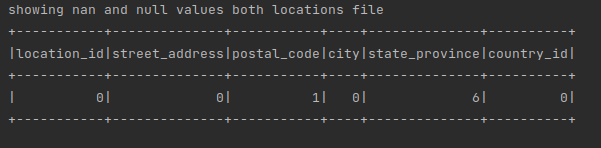 showing nan and null values both locations file
+-----------+--------------+-----------+----+--------------+----------+
|location_id|street_address|postal_code|city|state_province|country_id|
+-----------+--------------+-----------+----+--------------+----------+
|          0|             0|          1|   0|             6|         0|
+-----------+--------------+-----------+----+--------------+----------+